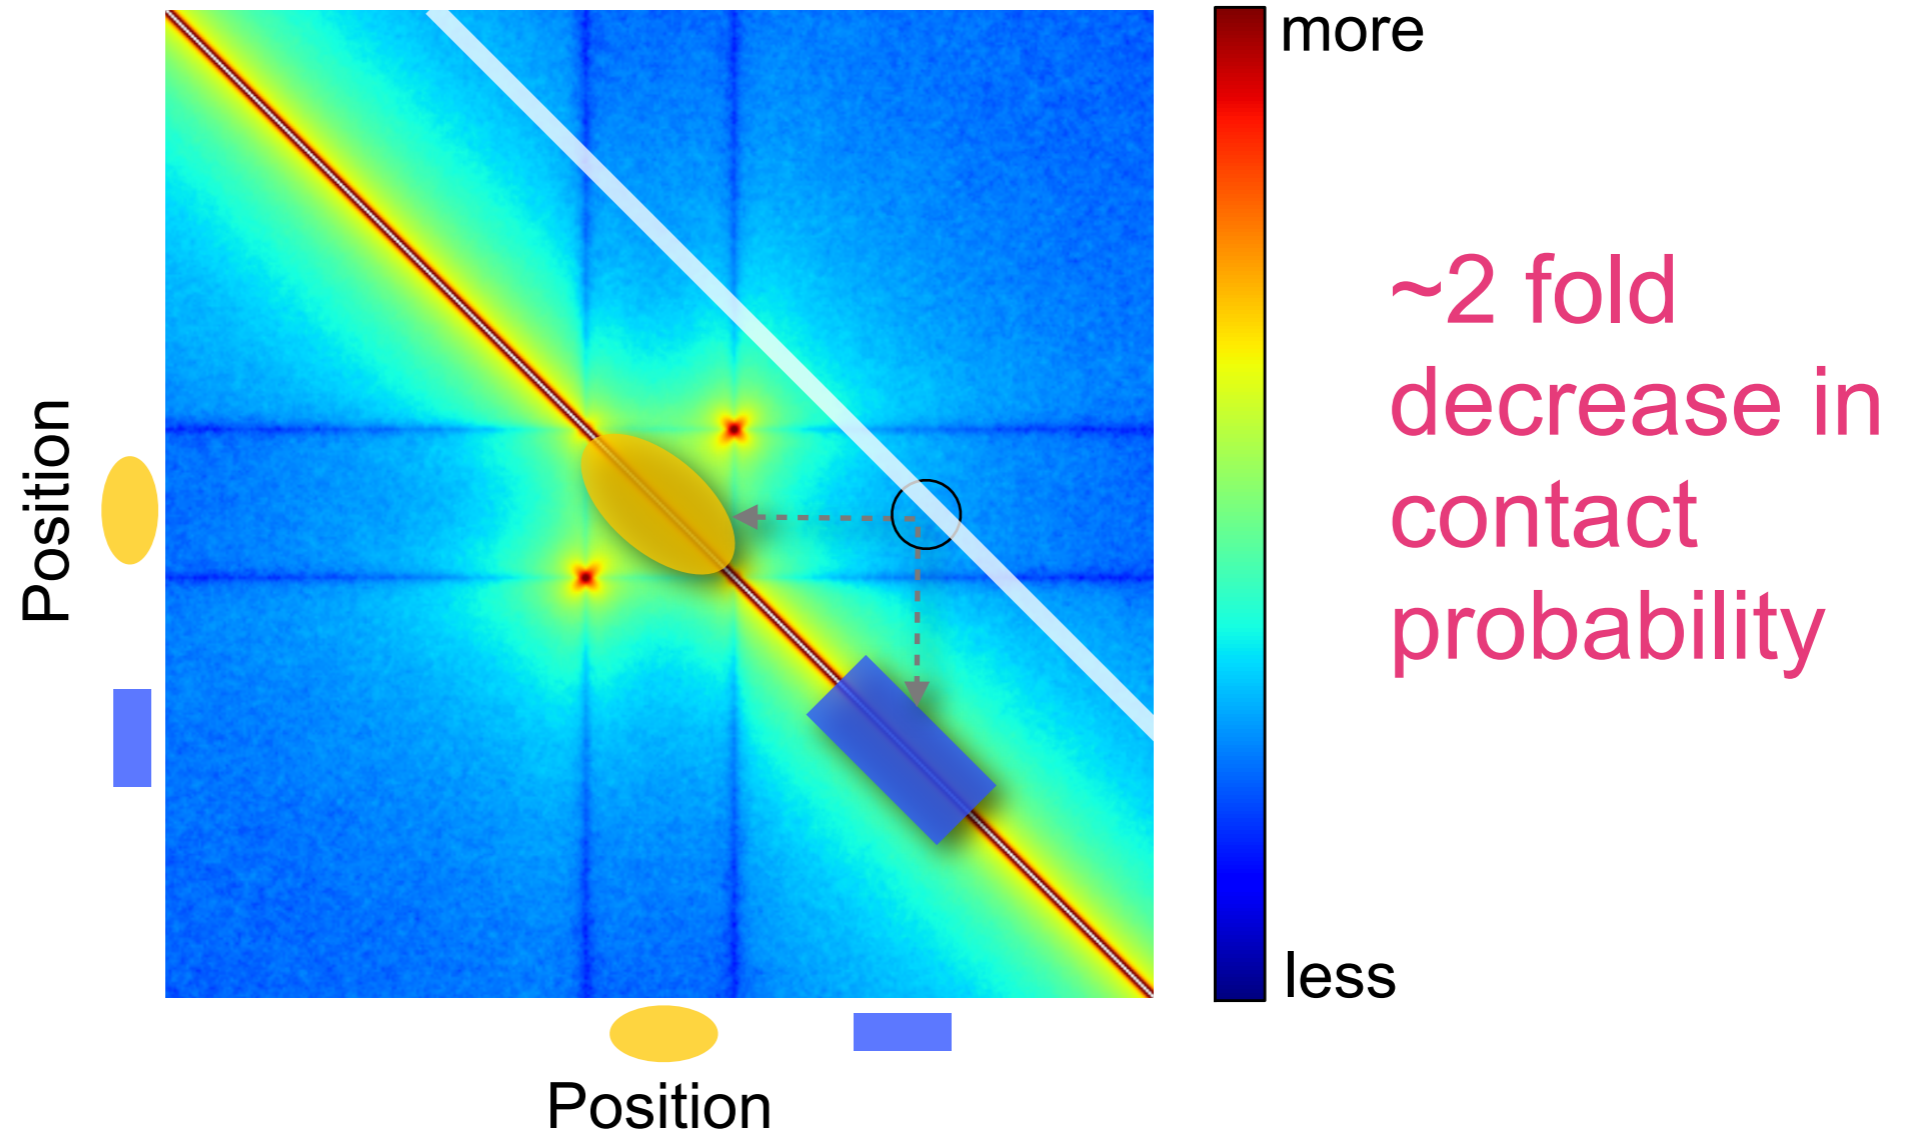 more
~2 fold
decrease in
contact
probability
Position
less
Position